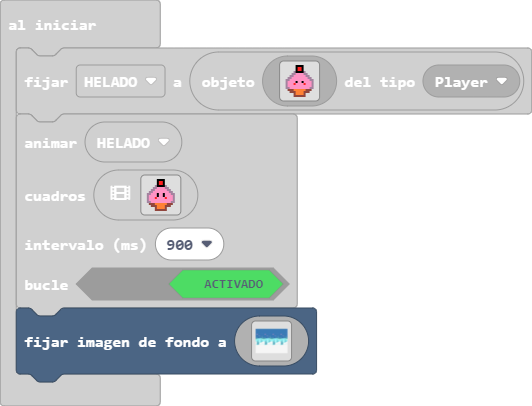 al iniciar
fijar HELADO a objeto del tipo Player
animar HELADO
cuadros
intervalo (ms) 900
bucle ACTIVADO
fijar imagen de fondo a